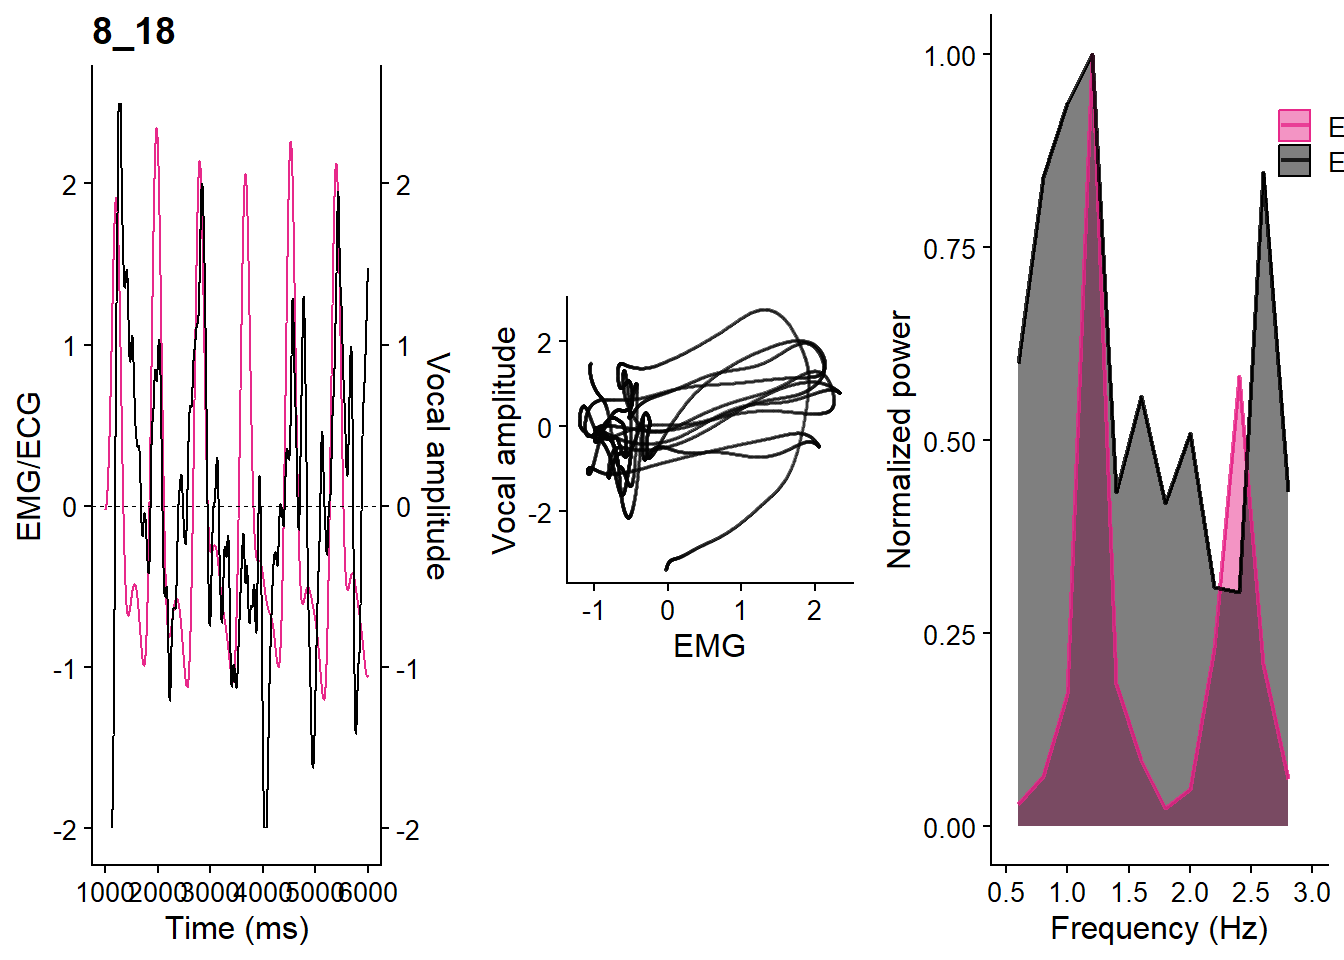 8_18
EMG/ECG
2
1
0
-1
-2
2
1
0
-1
-2
Vocal amplitude
1000 2000 3000 4000 5000 6000
Time (ms)
Vocal amplitude
2
0
-2
-1 0 1 2
EMG
Normalized power
1.00
0.75
0.50
0.25
0.00
0.5 1.0 1.5 2.0 2.5 3.0
Frequency (Hz)
E
E